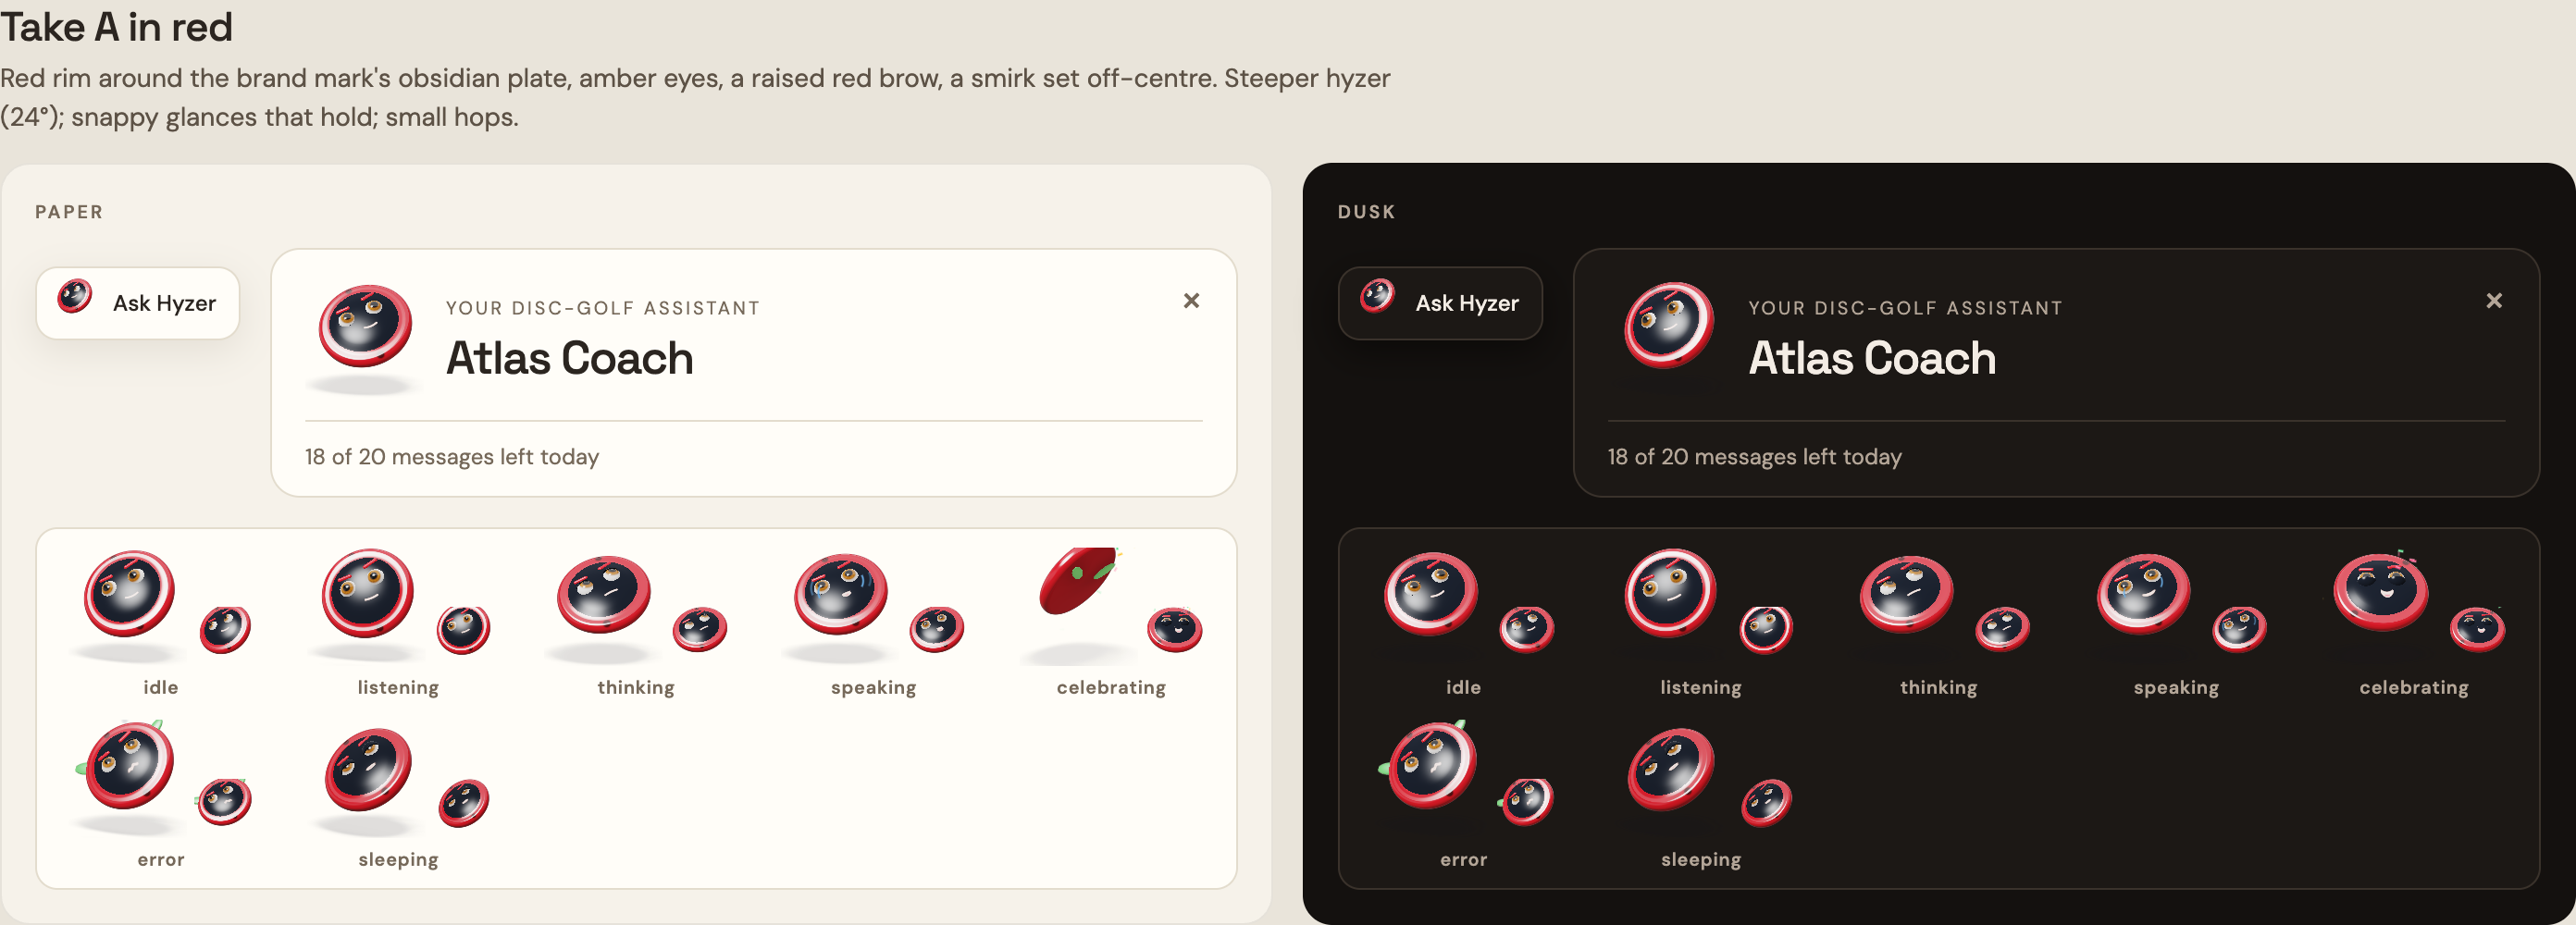 Take A in red
Red rim around the brand mark's obsidian plate, amber eyes, a raised red brow, a smirk set off-centre. Steeper hyzer
(24°); snappy glances that hold; small hops.
PAPER
Ask Hyzer
YOUR DISC-GOLF ASSISTANT
Atlas Coach
×
18 of 20 messages left today
idle
listening
thinking
speaking
celebrating
error
sleeping
DUSK
Ask Hyzer
YOUR DISC-GOLF ASSISTANT
Atlas Coach
×
18 of 20 messages left today
idle
listening
thinking
speaking
celebrating
error
sleeping